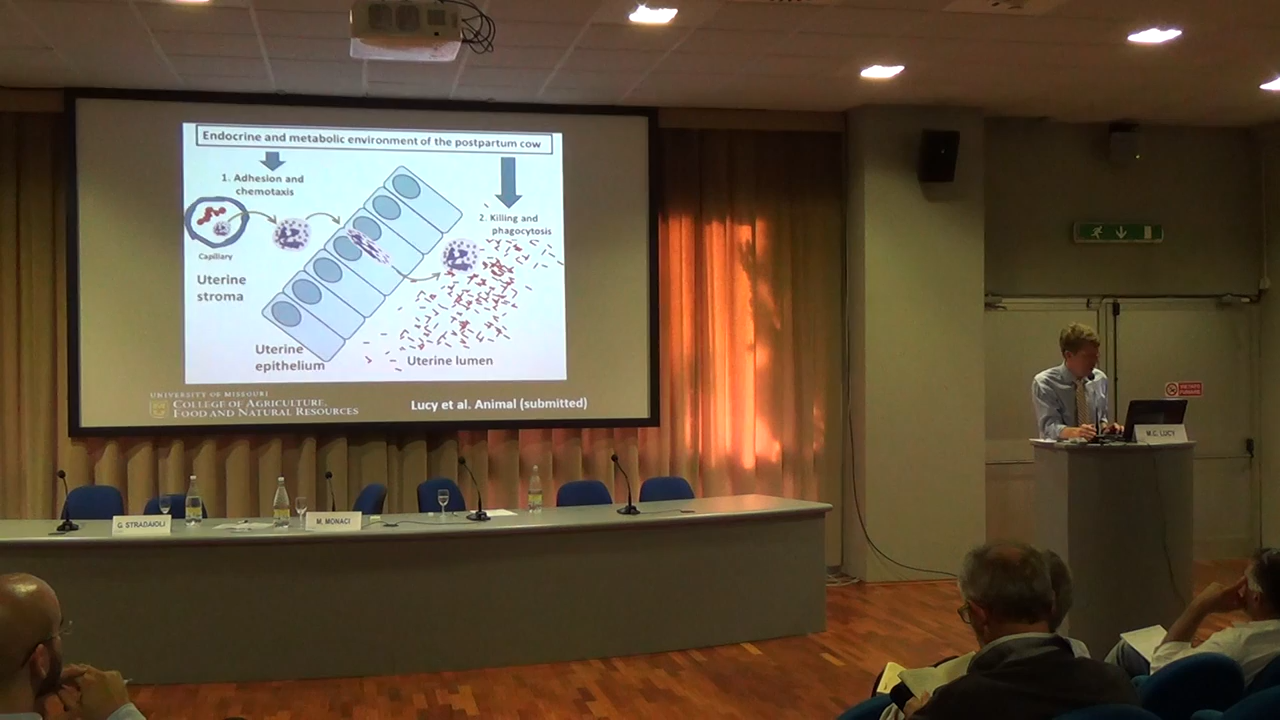 Endocrine and metabolic environment of the postpartum cow
1. Adhesion and
chemotaxis
2. Killing and
phagocytosis
Capillary
Uterine
stroma
Uterine
epithelium
Uterine lumen
UNIVERSITY OF MISSOURI
COLLEGE OF AGRICULTURE,
FOOD AND NATURAL RESOURCES
Lucy et al. Animal (submitted)
VIETATO
FUMARE
M.C. LUCY
G. STRADAIOLI
M. MONACI